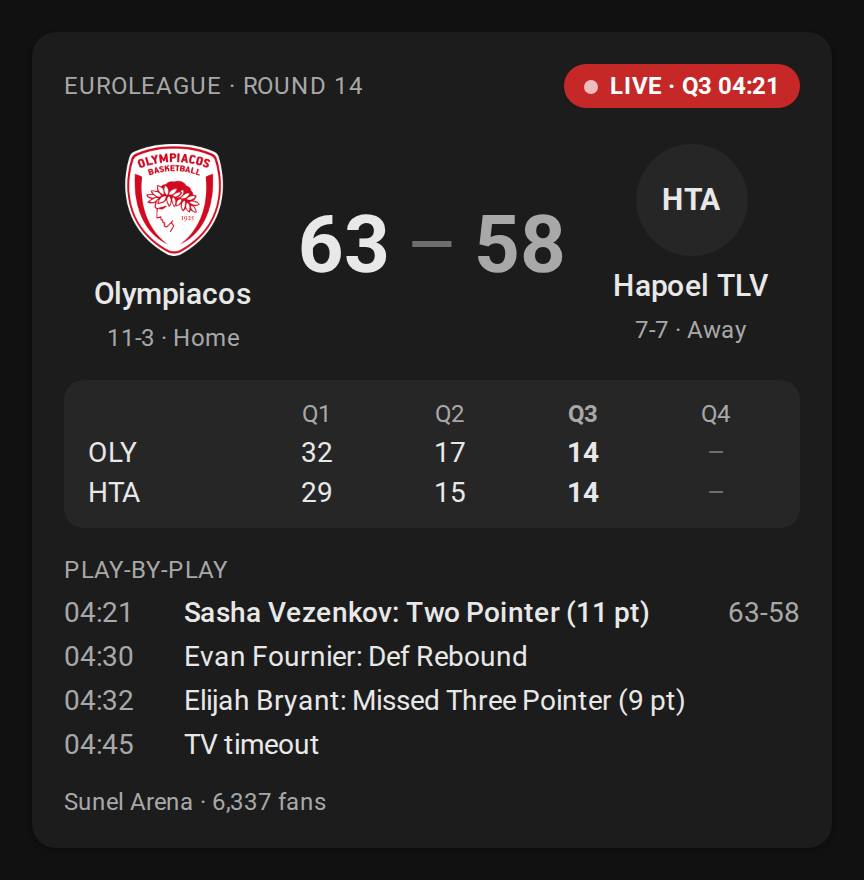 EUROLEAGUE · ROUND 14
LIVE · Q3 04:21
OLYMPIACOS
BASKETBALL
1925
HTA
63 – 58
Olympiacos
Hapoel TLV
11-3 · Home
7-7 · Away
Q1 Q2 Q3 Q4
OLY 32 17 14 –
HTA 29 15 14 –
PLAY-BY-PLAY
04:21 Sasha Vezenkov: Two Pointer (11 pt) 63-58
04:30 Evan Fournier: Def Rebound
04:32 Elijah Bryant: Missed Three Pointer (9 pt)
04:45 TV timeout
Sunel Arena · 6,337 fans